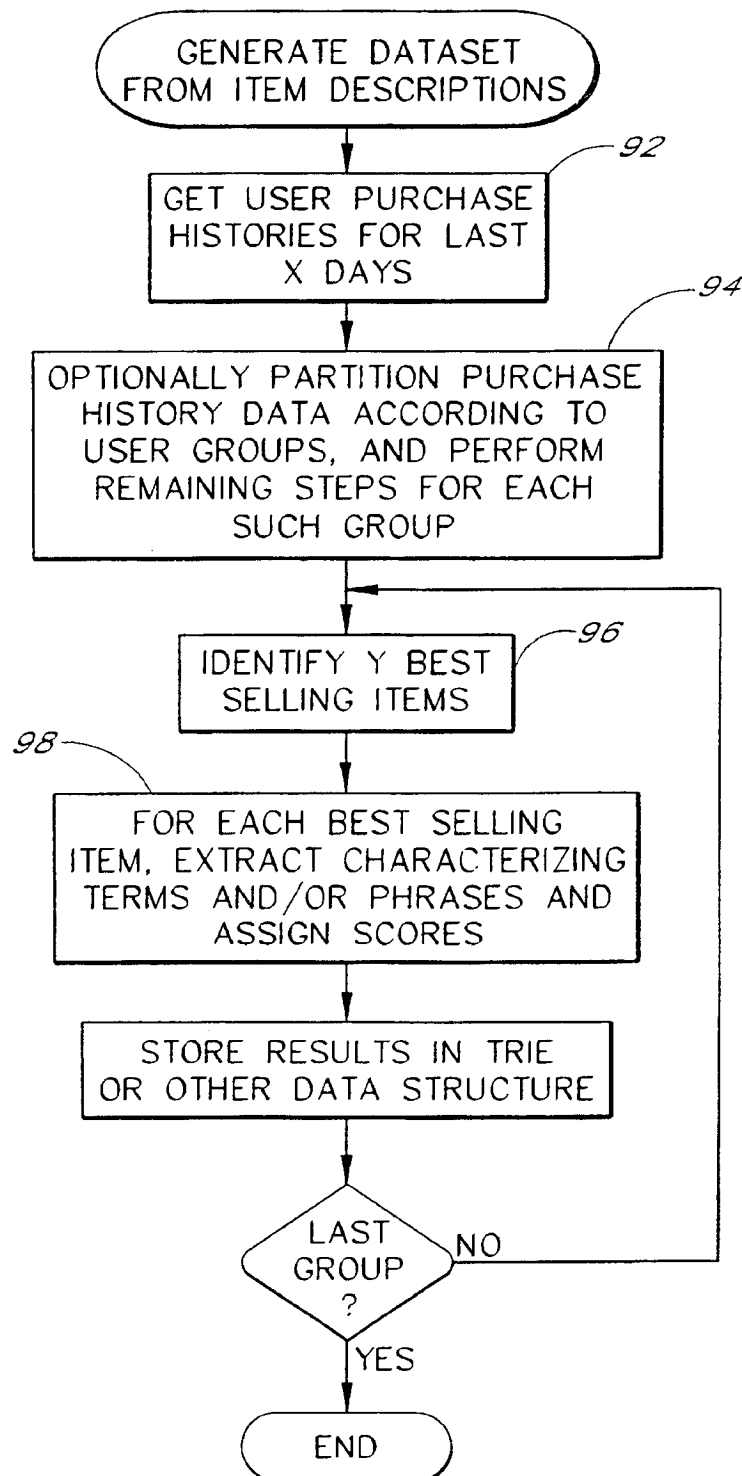 GENERATE DATASET
FROM ITEM DESCRIPTIONS
92
GET USER PURCHASE
HISTORIES FOR LAST
X DAYS
94
OPTIONALLY PARTITION PURCHASE
HISTORY DATA ACCORDING TO
USER GROUPS, AND PERFORM
REMAINING STEPS FOR EACH
SUCH GROUP
96
IDENTIFY Y BEST
SELLING ITEMS
98
FOR EACH BEST SELLING
ITEM, EXTRACT CHARACTERIZING
TERMS AND/OR PHRASES AND
ASSIGN SCORES
STORE RESULTS IN TRIE
OR OTHER DATA STRUCTURE
LAST
GROUP
?
NO
YES
END